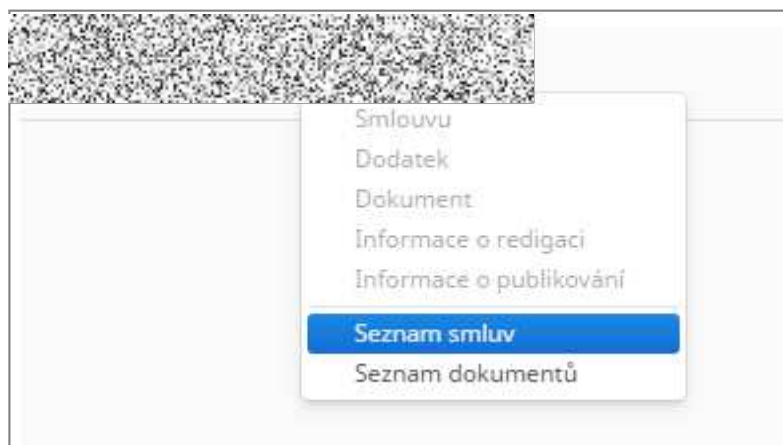 Smlouvu
Dodatek
Dokument
Informace o redigaci
Informace o publikování
Seznam smluv
Seznam dokumentů